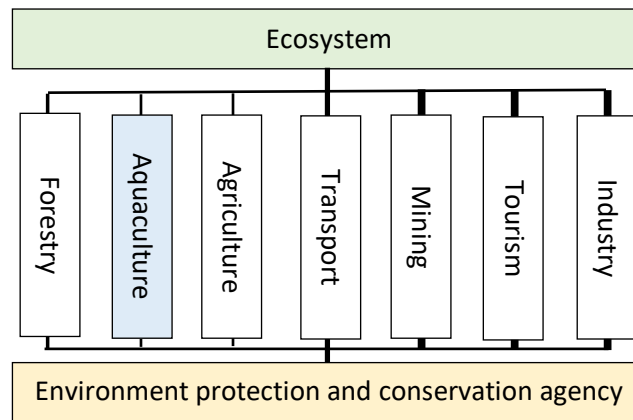 Ecosystem
Forestry
Aquaculture
Agriculture
Transport
Mining
Tourism
Industry
Environment protection and conservation agency